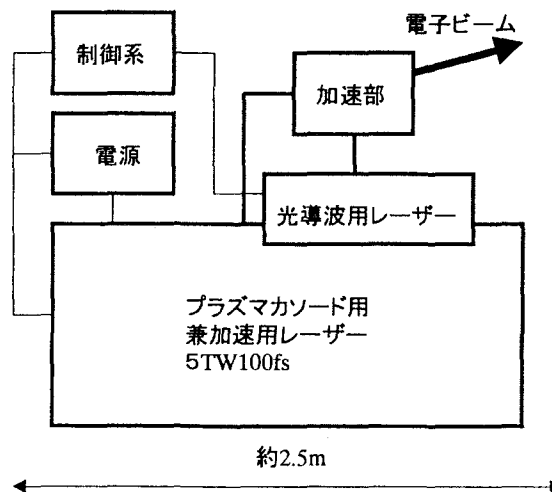 電子ビーム
制御系
加速部
電源
光導波用レーザー
プラズマカソード用
兼加速用レーザー
5TW100fs
約2.5m